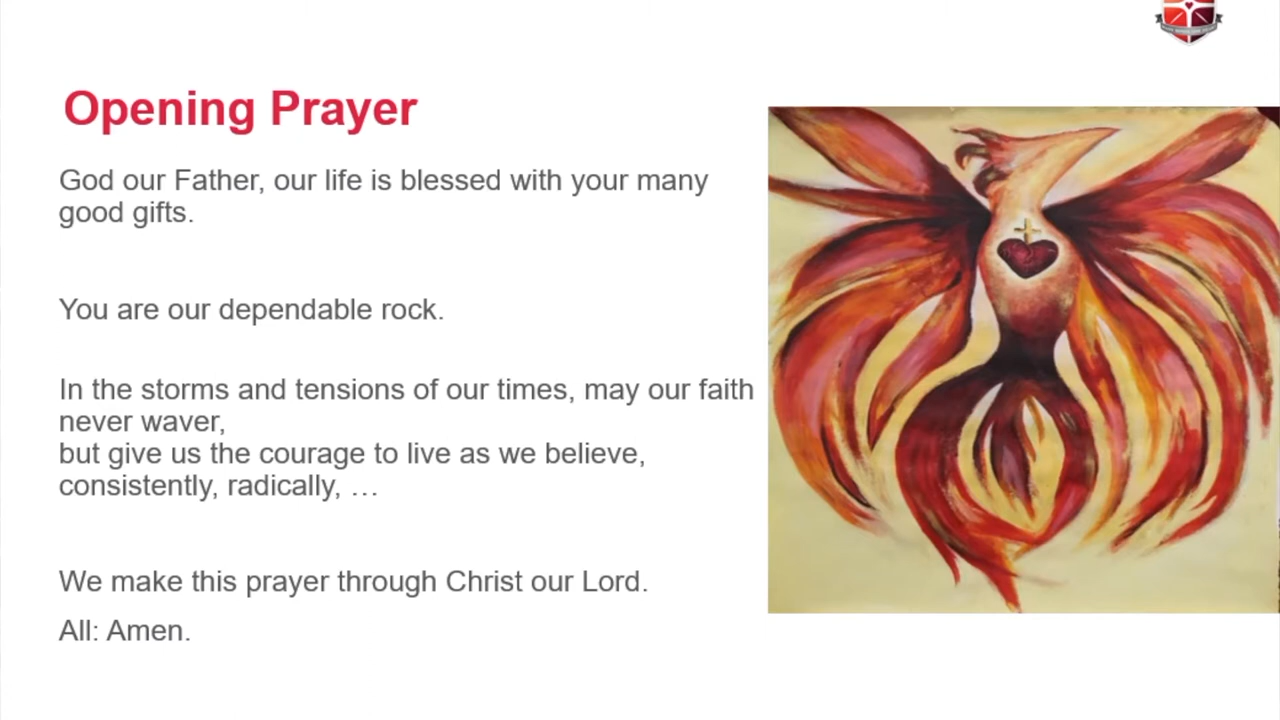 Opening Prayer
God our Father, our life is blessed with your many
good gifts.
You are our dependable rock.
In the storms and tensions of our times, may our faith
never waver,
but give us the courage to live as we believe,
consistently, radically, …
We make this prayer through Christ our Lord.
All: Amen.